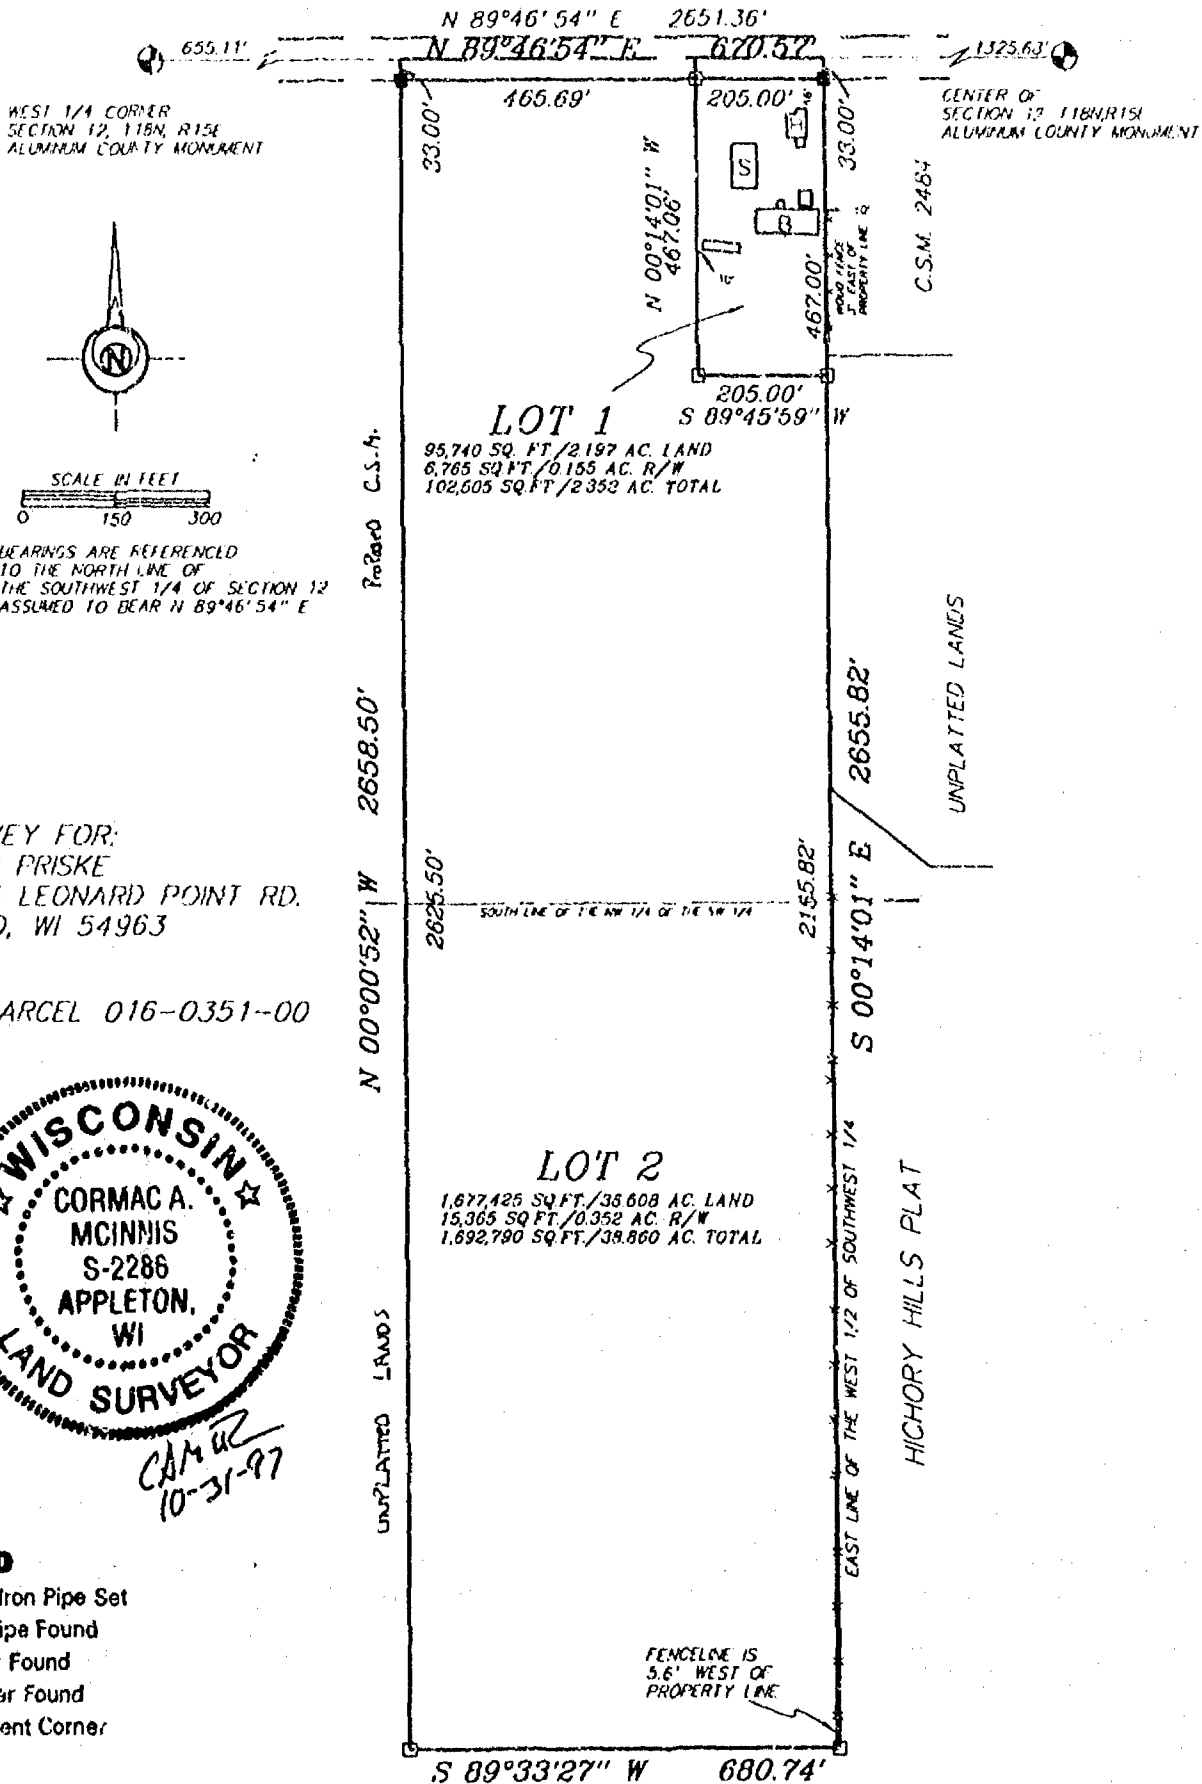 N 89°46'54" E 2651.36'
655.11'
N 89°46'54" E 670.57'
1325.63'
WEST 1/4 CORNER
SECTION 12, T18N, R15E
ALUMINUM COUNTY MONUMENT
465.69'
205.00'
CENTER OF
SECTION 12 T18N,R15E
ALUMINUM COUNTY MONUMENT
33.00'
33.00'
H
S
B
N 00°14'01" W
467.06'
467.00'
WOOD FENCE
EAST OF
PROPERTY LINE
C.S.M. 2484
N
205.00'
S 89°45'59" W
LOT 1
95,740 SQ. FT./2.197 AC. LAND
6,765 SQ.FT./0.155 AC. R/W
102,505 SQ.FT./2.352 AC. TOTAL
SCALE IN FEET
0 150 300
BEARINGS ARE REFERENCED
TO THE NORTH LINE OF
THE SOUTHWEST 1/4 OF SECTION 12
ASSUMED TO BEAR N 89°46'54" E
Proposed C.S.M.
UNPLATTED LANDS
N 00°00'52" W 2658.50'
2625.50'
S 00°14'01" E 2655.82'
2155.82'
VEY FOR:
PRISKE
LEONARD POINT RD.
O, WI 54963
SOUTH LINE OF THE NW 1/4 OF THE SW 1/4
ARCEL 016-0351--00
WISCONSIN
CORMAC A.
MCINNIS
S-2286
APPLETON,
WI
LAND SURVEYOR
10-31-97
LOT 2
1,677,425 SQ.FT./38.508 AC. LAND
15,365 SQ.FT./0.352 AC. R/W
1,692,790 SQ.FT./38.860 AC. TOTAL
UNPLATTED LANDS
EAST LINE OF THE WEST 1/2 OF SOUTHWEST 1/4
HICHORY HILLS PLAT
D
Iron Pipe Set
ipe Found
Found
ar Found
ent Corner
FENCELINE IS
5.6' WEST OF
PROPERTY LINE
S 89°33'27" W 680.74'